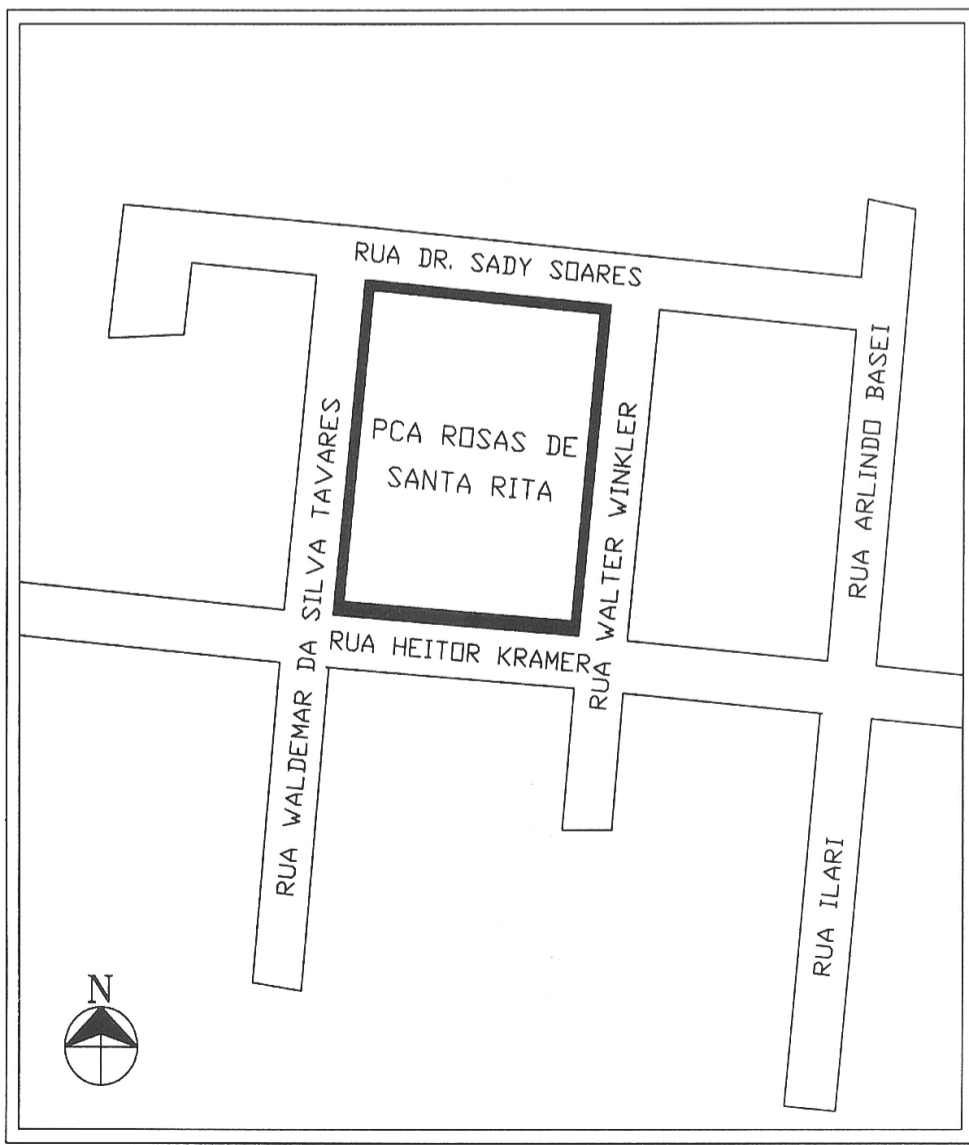 RUA DR. SADY SOARES
PCA ROSAS DE
SANTA RITA
RUA WALDEMAR DA SILVA TAVARES
RUA WALTER WINKLER
RUA ARLINDO BASEI
RUA HEITOR KRAMER
RUA ILARI
N